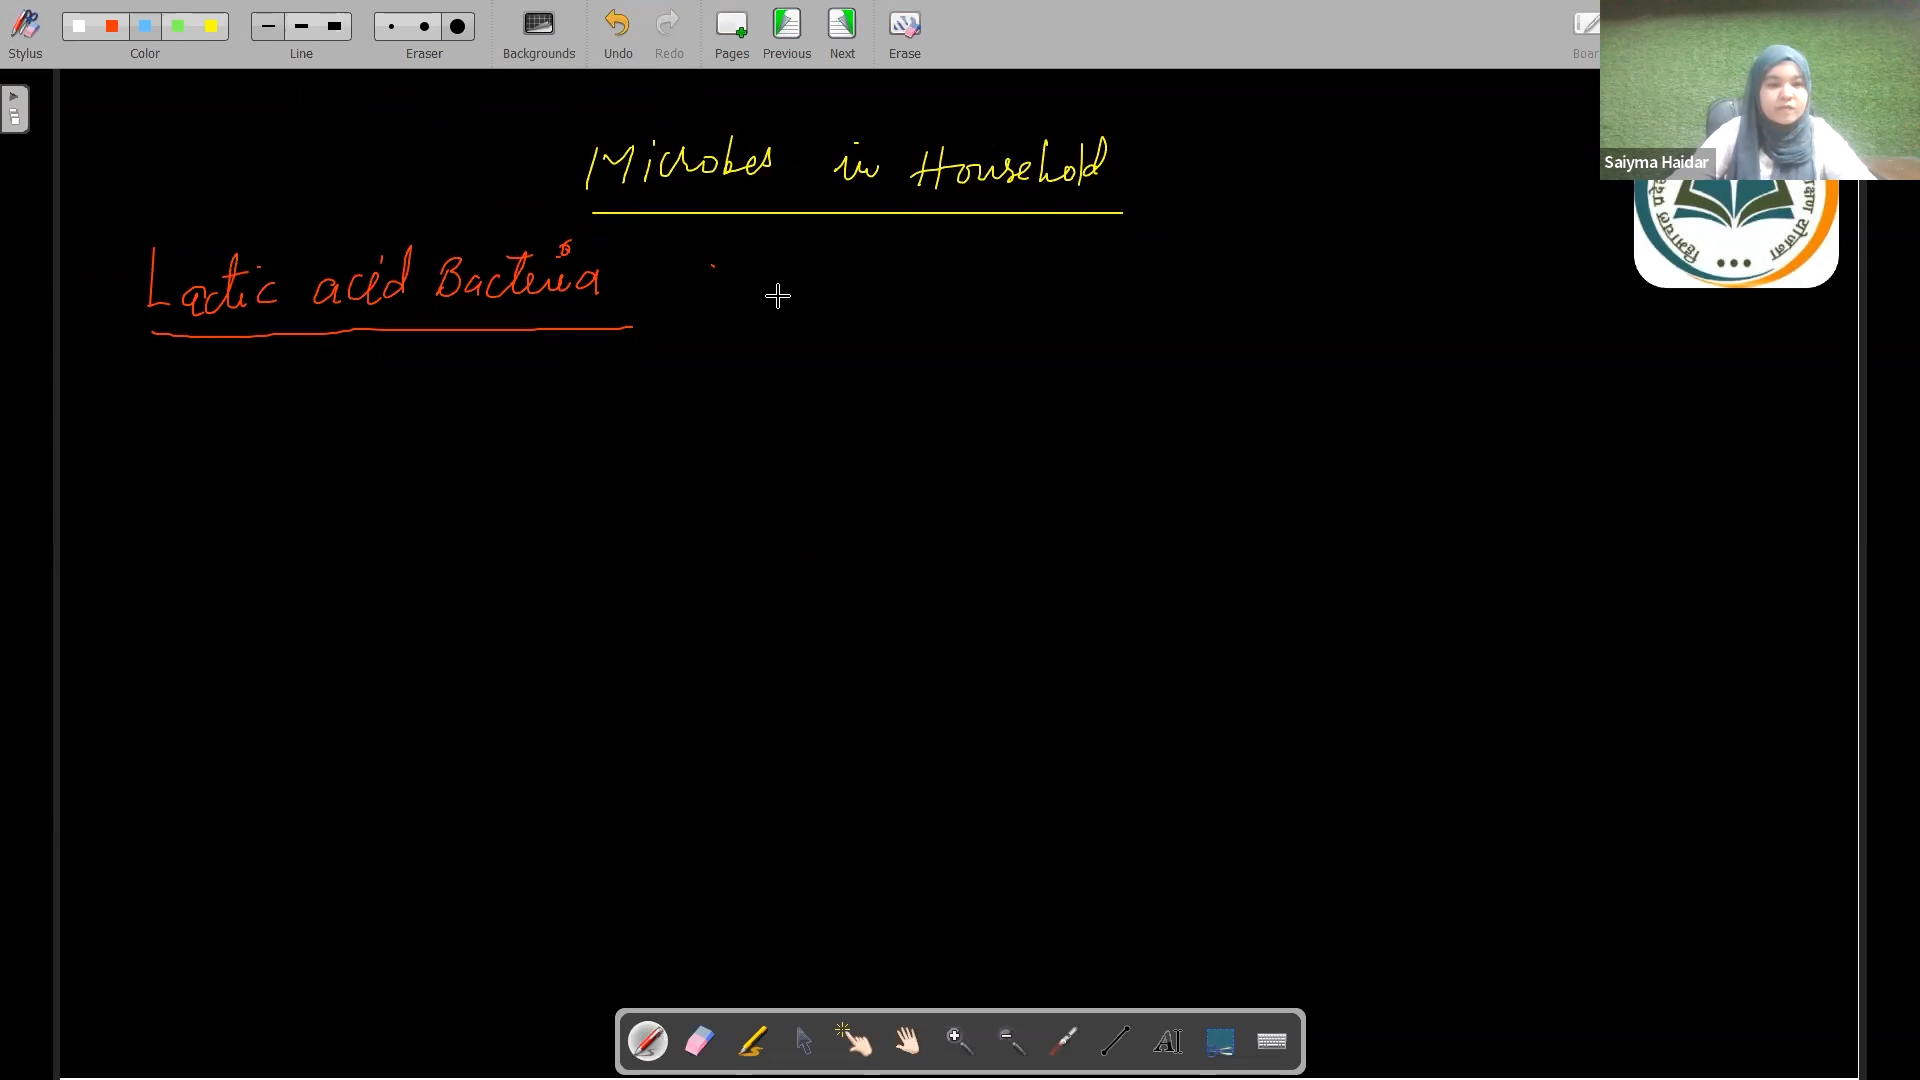 Stylus Color Line Eraser Backgrounds Undo Redo Pages Previous Next Erase
Saiyma Haidar
Microbes in Household
Lactic acid Bacteria